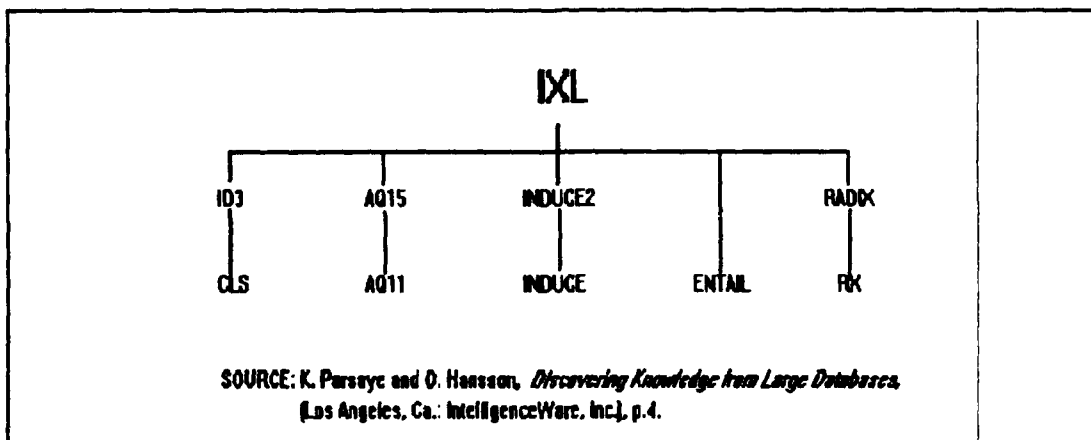 IXL
ID3 AQ15 INDUCE2 RADIX
CLS AQ11 INDUCE ENTAIL RX
SOURCE: K. Parsaye and O. Hansson, Discovering Knowledge from Large Databases,
(Los Angeles, Ca.: IntelligenceWare, Inc.), p.4.